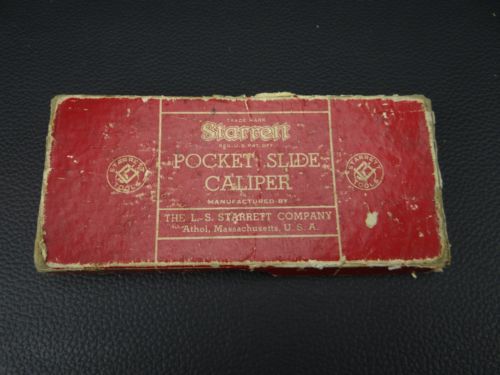 TRADE MARK
Starrett
REG. U.S. PAT. OFF.
POCKET SLIDE
CALIPER
MANUFACTURED BY
THE L. S. STARRETT COMPANY
Athol, Massachusetts, U. S. A.
STARRETT
TOOLS
STARRETT
TOOLS